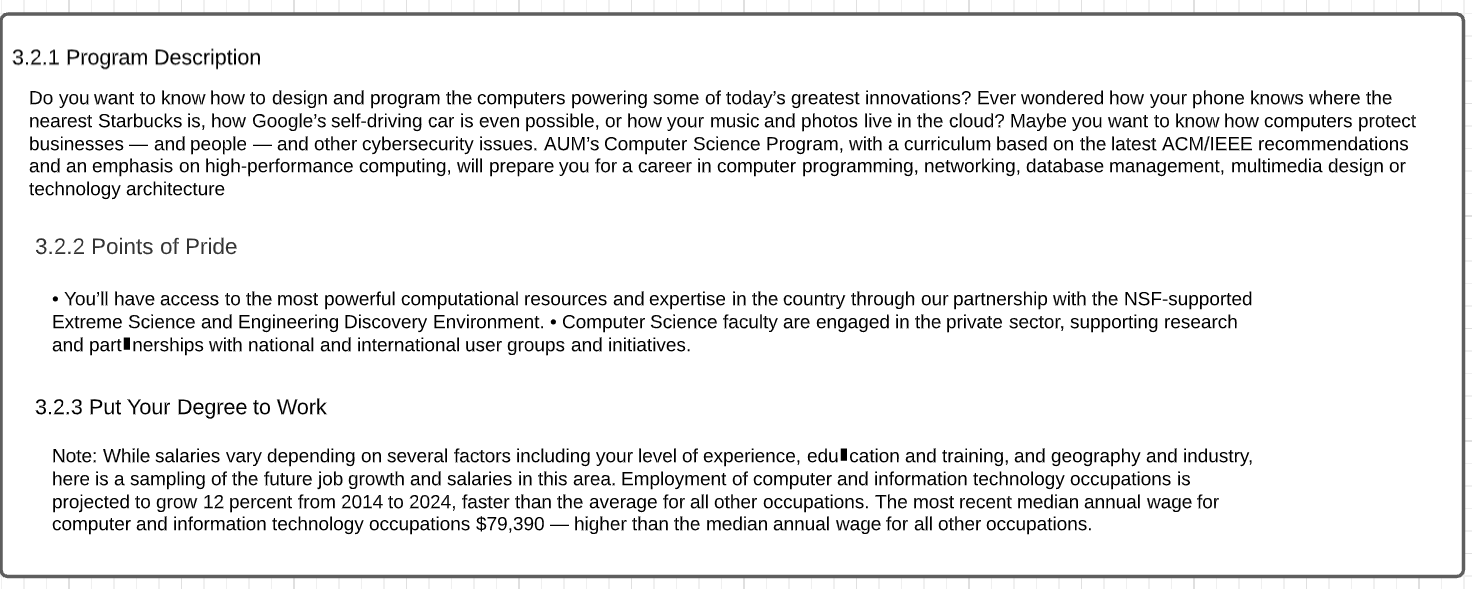 3.2.1 Program Description
Do you want to know how to design and program the computers powering some of today’s greatest innovations? Ever wondered how your phone knows where the
nearest Starbucks is, how Google’s self-driving car is even possible, or how your music and photos live in the cloud? Maybe you want to know how computers protect
businesses — and people — and other cybersecurity issues. AUM’s Computer Science Program, with a curriculum based on the latest ACM/IEEE recommendations
and an emphasis on high-performance computing, will prepare you for a career in computer programming, networking, database management, multimedia design or
technology architecture
3.2.2 Points of Pride
• You’ll have access to the most powerful computational resources and expertise in the country through our partnership with the NSF-supported
Extreme Science and Engineering Discovery Environment. • Computer Science faculty are engaged in the private sector, supporting research
and part▮nerships with national and international user groups and initiatives.
3.2.3 Put Your Degree to Work
Note: While salaries vary depending on several factors including your level of experience, edu▮cation and training, and geography and industry,
here is a sampling of the future job growth and salaries in this area. Employment of computer and information technology occupations is
projected to grow 12 percent from 2014 to 2024, faster than the average for all other occupations. The most recent median annual wage for
computer and information technology occupations $79,390 — higher than the median annual wage for all other occupations.